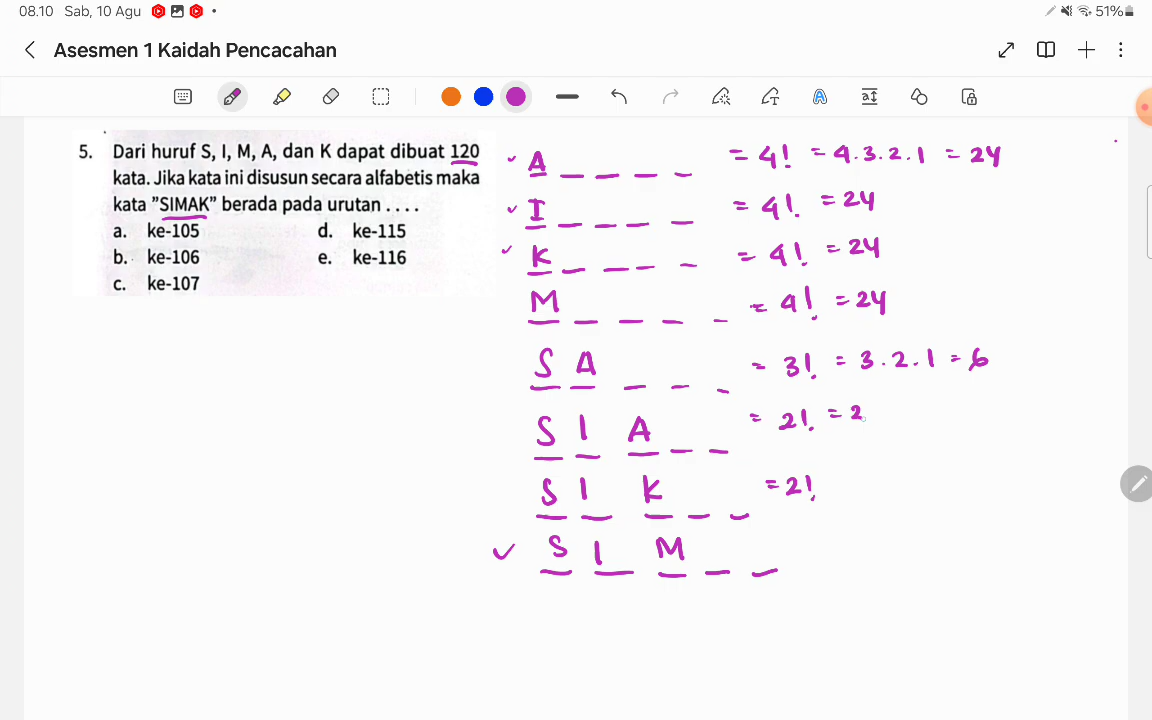 08.10 Sab, 10 Agu
51%
Asesmen 1 Kaidah Pencacahan
5. Dari huruf S, I, M, A, dan K dapat dibuat 120
kata. Jika kata ini disusun secara alfabetis maka
kata "SIMAK" berada pada urutan . . . .
a. ke-105 d. ke-115
b. ke-106 e. ke-116
c. ke-107
A _ _ _ _ = 4! = 4.3.2.1 = 24
I _ _ _ _ = 4! = 24
K _ _ _ _ = 4! = 24
M _ _ _ _ = 4! = 24
S A _ _ _ = 3! = 3.2.1 = 6
S I A _ _ = 2! = 2
S I K _ _ = 2!
✓ S I M _ _